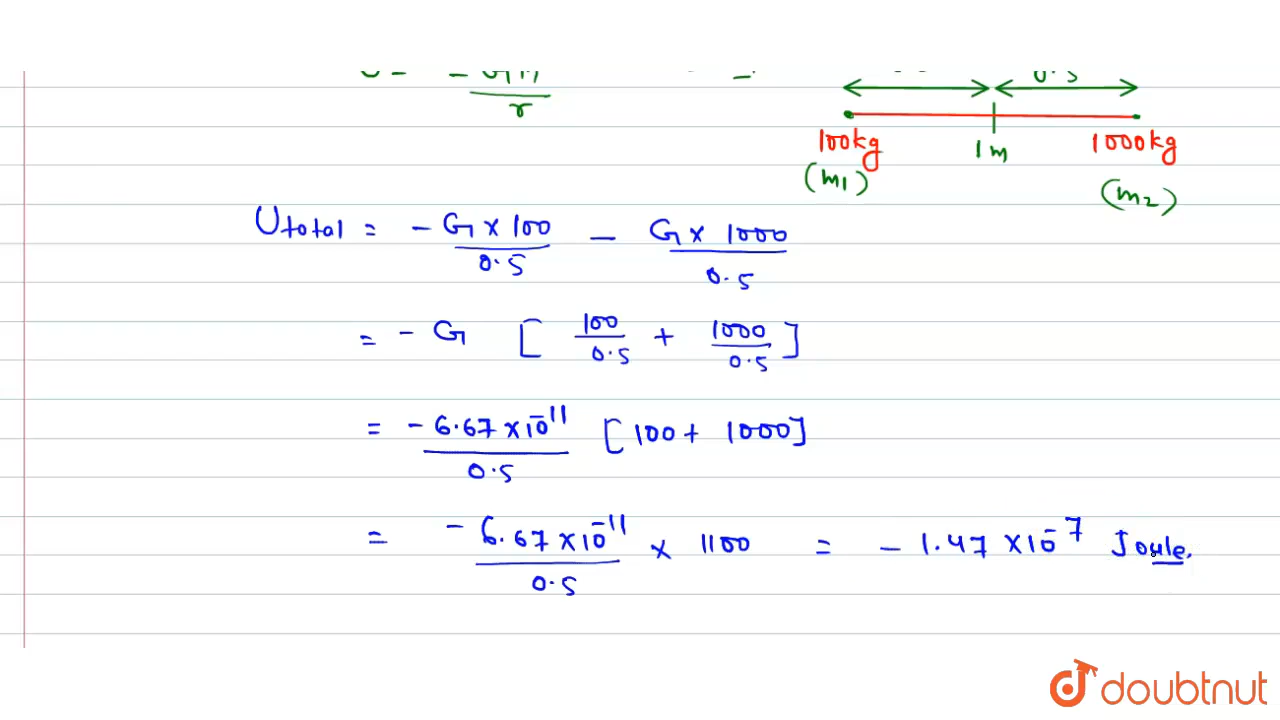 0.5
r
100kg 1m 1000kg
(m1) (m2)
Utotal = - G × 100 / 0.5 - G × 1000 / 0.5
= - G [ 100 / 0.5 + 1000 / 0.5 ]
= - 6.67 × 10^-11 / 0.5 [100 + 1000]
= - 6.67 × 10^-11 / 0.5 × 1100 = - 1.47 × 10^-7 Joule.
doubtnut